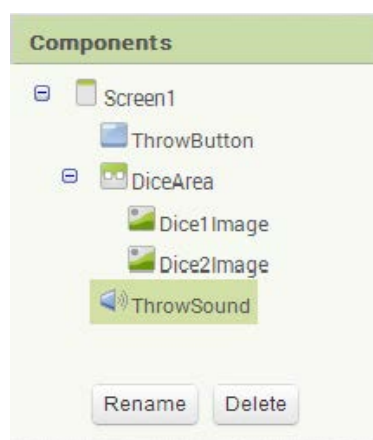 Components
Screen1
ThrowButton
DiceArea
Dice1Image
Dice2Image
ThrowSound
Rename Delete